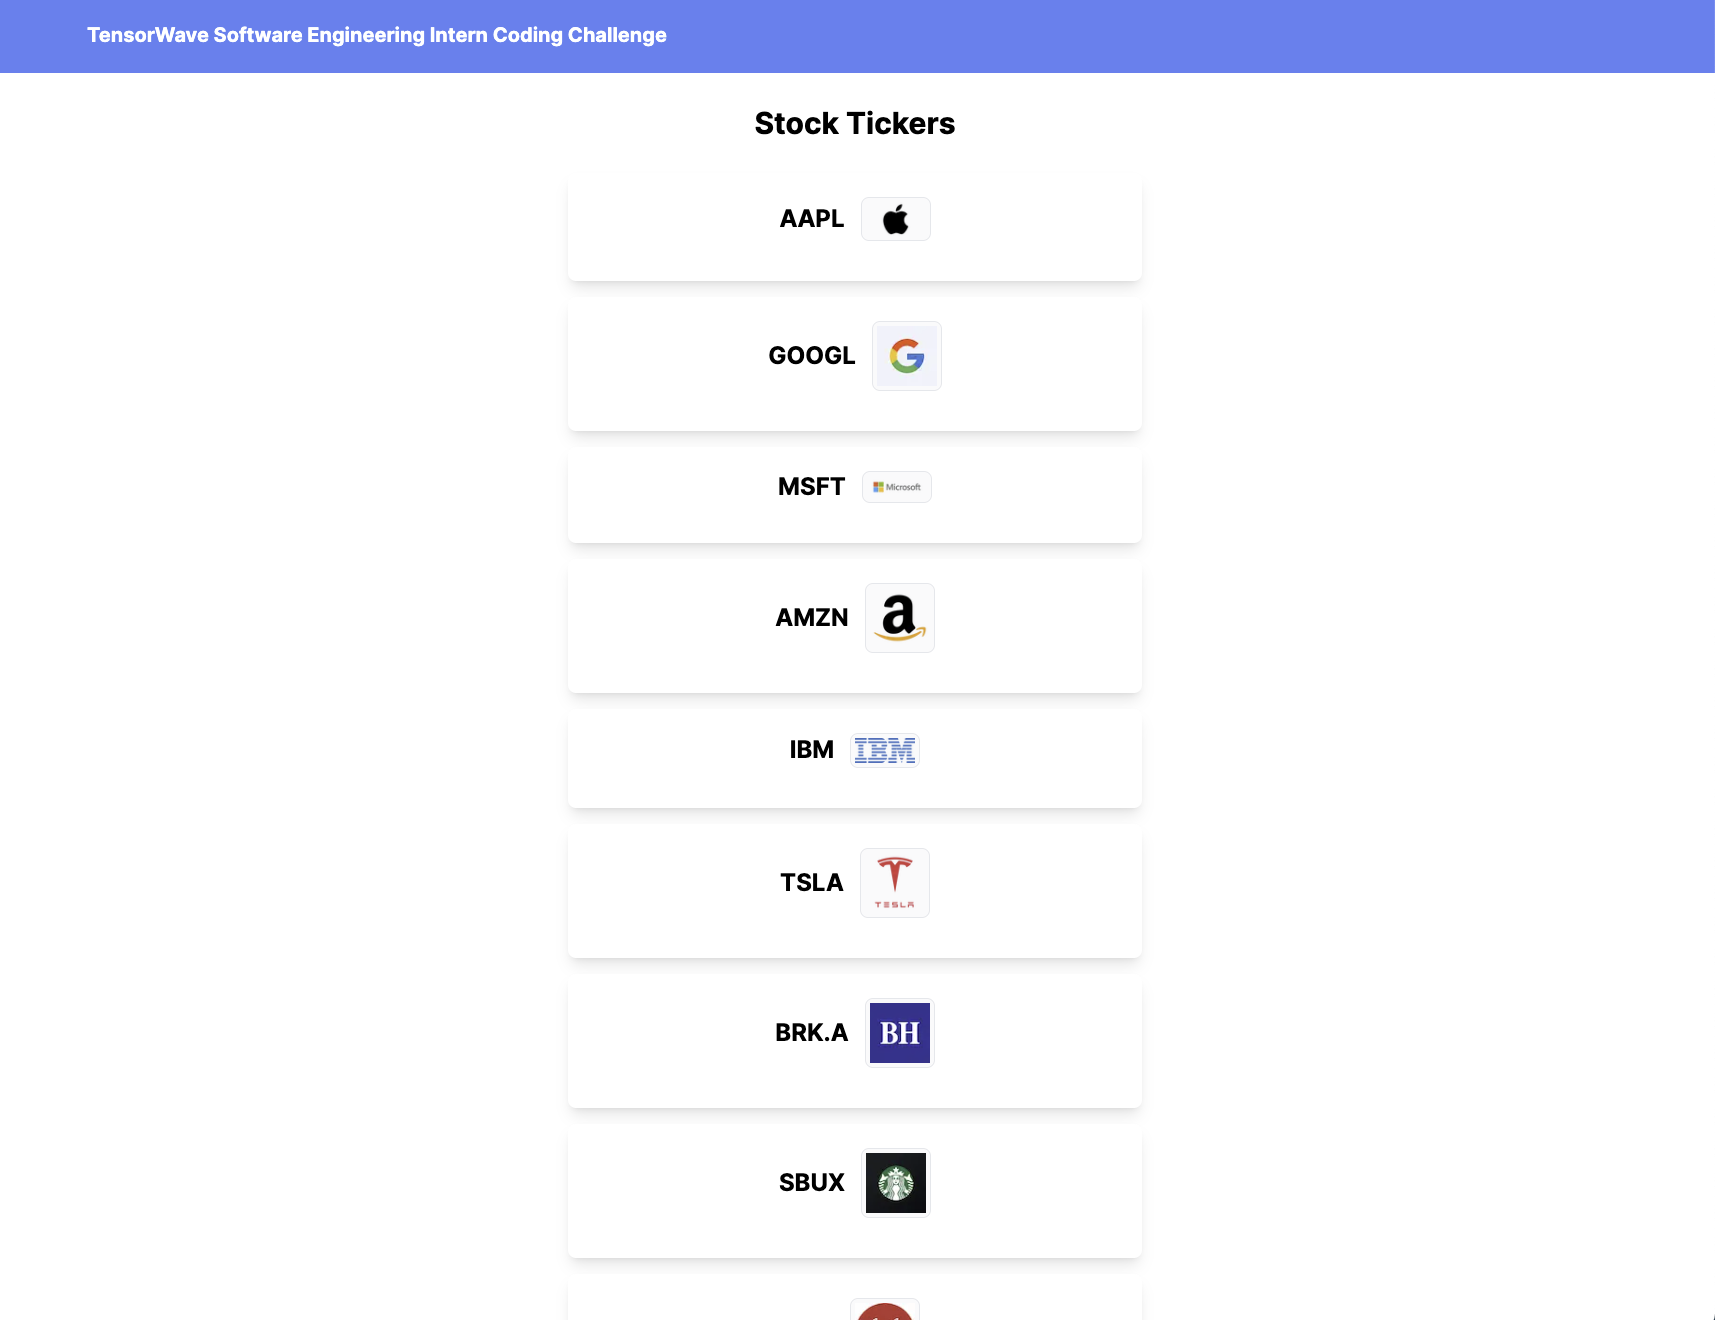 TensorWave Software Engineering Intern Coding Challenge
Stock Tickers
AAPL
GOOGL
MSFT Microsoft
AMZN a
IBM IBM
TSLA TESLA
BRK.A BH
SBUX